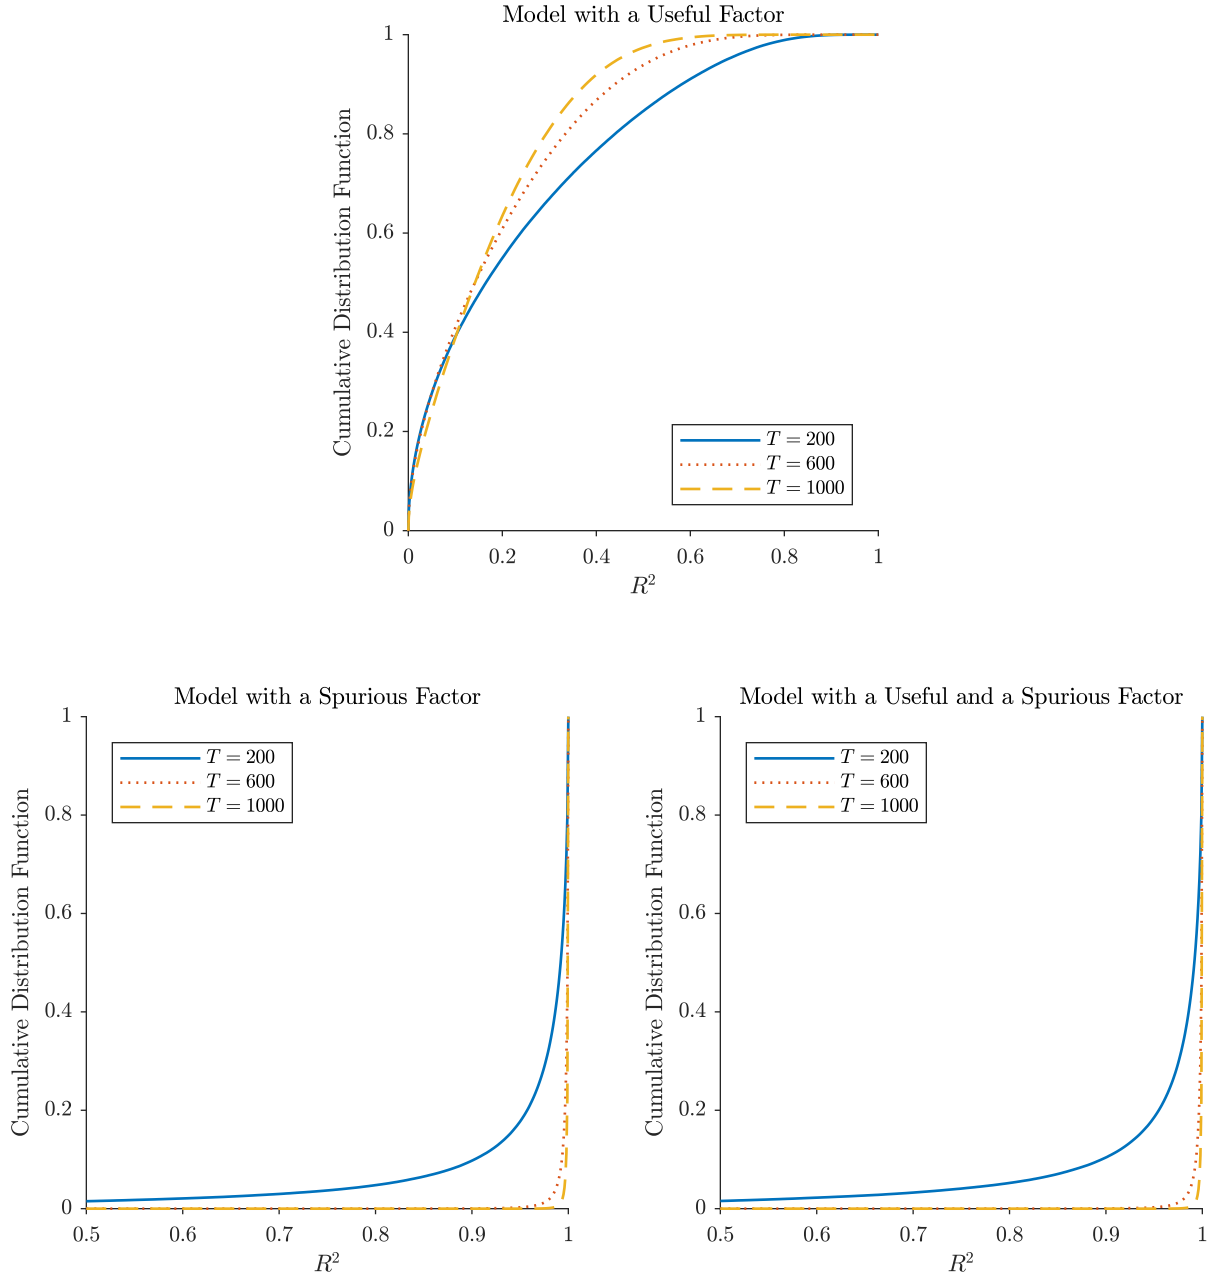 Model with a Useful Factor
1
0.8
0.6
0.4
0.2
0
Cumulative Distribution Function
T = 200
T = 600
T = 1000
0 0.2 0.4 0.6 0.8 1
R²
Model with a Spurious Factor
1
0.8
0.6
0.4
0.2
0
Cumulative Distribution Function
T = 200
T = 600
T = 1000
0.5 0.6 0.7 0.8 0.9 1
R²
Model with a Useful and a Spurious Factor
1
0.8
0.6
0.4
0.2
0
Cumulative Distribution Function
T = 200
T = 600
T = 1000
0.5 0.6 0.7 0.8 0.9 1
R²